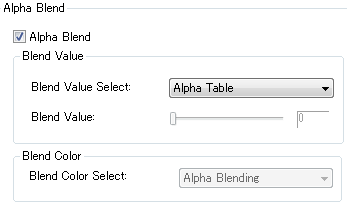 Alpha Blend
Alpha Blend
Blend Value
Blend Value Select: Alpha Table
Blend Value: 0
Blend Color
Blend Color Select: Alpha Blending